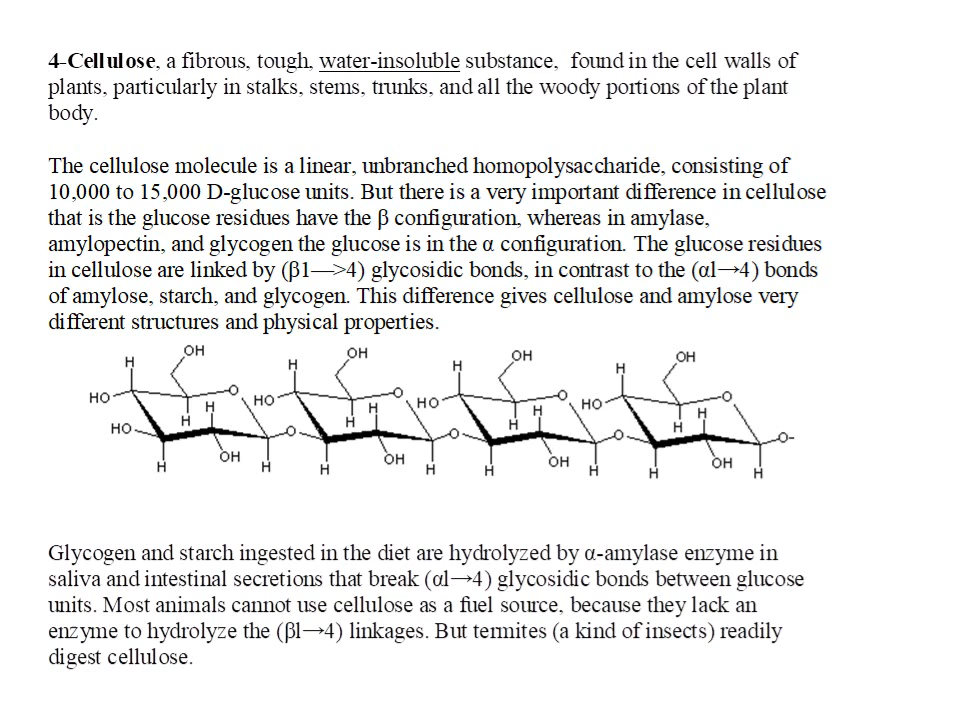 4-Cellulose, a fibrous, tough, water-insoluble substance, found in the cell walls of
plants, particularly in stalks, stems, trunks, and all the woody portions of the plant
body.
The cellulose molecule is a linear, unbranched homopolysaccharide, consisting of
10,000 to 15,000 D-glucose units. But there is a very important difference in cellulose
that is the glucose residues have the β configuration, whereas in amylase,
amylopectin, and glycogen the glucose is in the α configuration. The glucose residues
in cellulose are linked by (β1—>4) glycosidic bonds, in contrast to the (αl→4) bonds
of amylose, starch, and glycogen. This difference gives cellulose and amylose very
different structures and physical properties.
OH OH OH OH
H H H H
HO O HO O HO O HO O
H H H H
H H H H
HO O O O O-
OH OH OH OH
H H H H H H H H
Glycogen and starch ingested in the diet are hydrolyzed by α-amylase enzyme in
saliva and intestinal secretions that break (αl→4) glycosidic bonds between glucose
units. Most animals cannot use cellulose as a fuel source, because they lack an
enzyme to hydrolyze the (βl→4) linkages. But termites (a kind of insects) readily
digest cellulose.